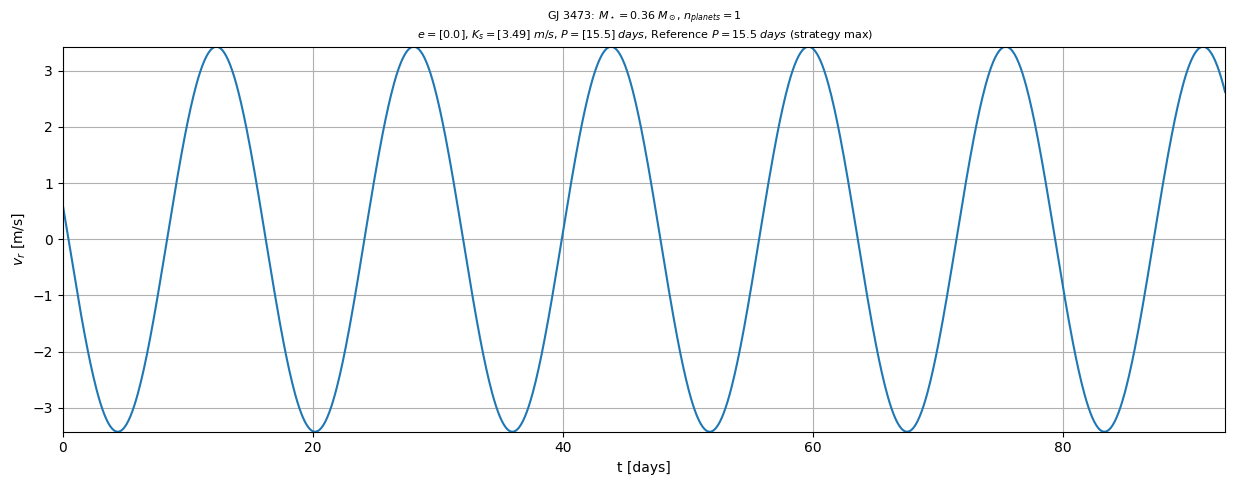 GJ 3473: $M_\star = 0.36\ M_\odot$, $n_{planets} = 1$
$e = [0.0]$, $K_s = [3.49]\ m/s$, $P = [15.5]\ days$, Reference $P = 15.5\ days$ (strategy max)
3
2
1
0
−1
−2
−3
$v_r$ [m/s]
0 20 40 60 80
t [days]